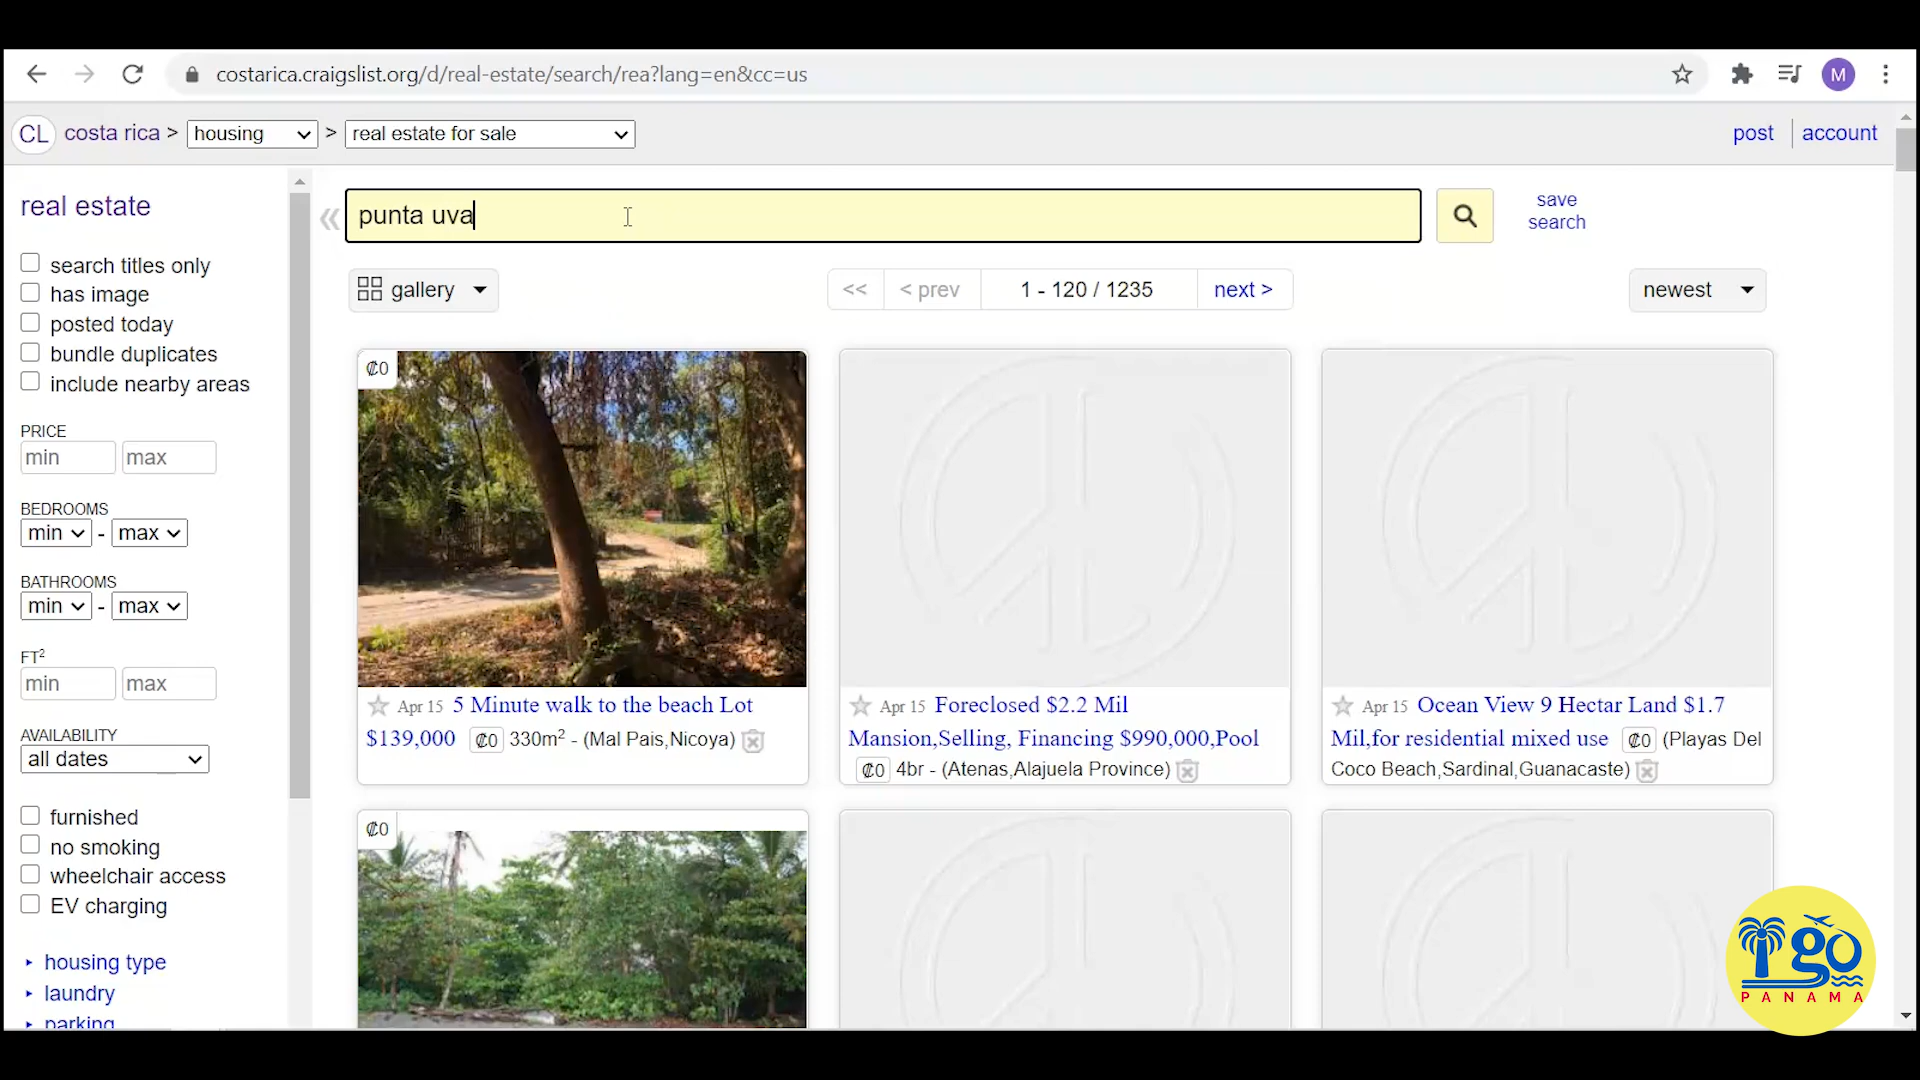 costarica.craigslist.org/d/real-estate/search/rea?lang=en&cc=us
M
CL costa rica > housing > real estate for sale
post account
real estate
punta uva
save
search
search titles only
has image
posted today
bundle duplicates
include nearby areas
gallery
<< < prev 1 - 120 / 1235 next >
newest
PRICE
min max
BEDROOMS
min - max
BATHROOMS
min - max
FT²
min max
AVAILABILITY
all dates
furnished
no smoking
wheelchair access
EV charging
housing type
laundry
parking
₡0
Apr 15 5 Minute walk to the beach Lot
$139,000 ₡0 330m² - (Mal Pais,Nicoya)
Apr 15 Foreclosed $2.2 Mil
Mansion,Selling, Financing $990,000,Pool
₡0 4br - (Atenas,Alajuela Province)
Apr 15 Ocean View 9 Hectar Land $1.7
Mil,for residential mixed use ₡0 (Playas Del
Coco Beach,Sardinal,Guanacaste)
₡0
go
PANAMA